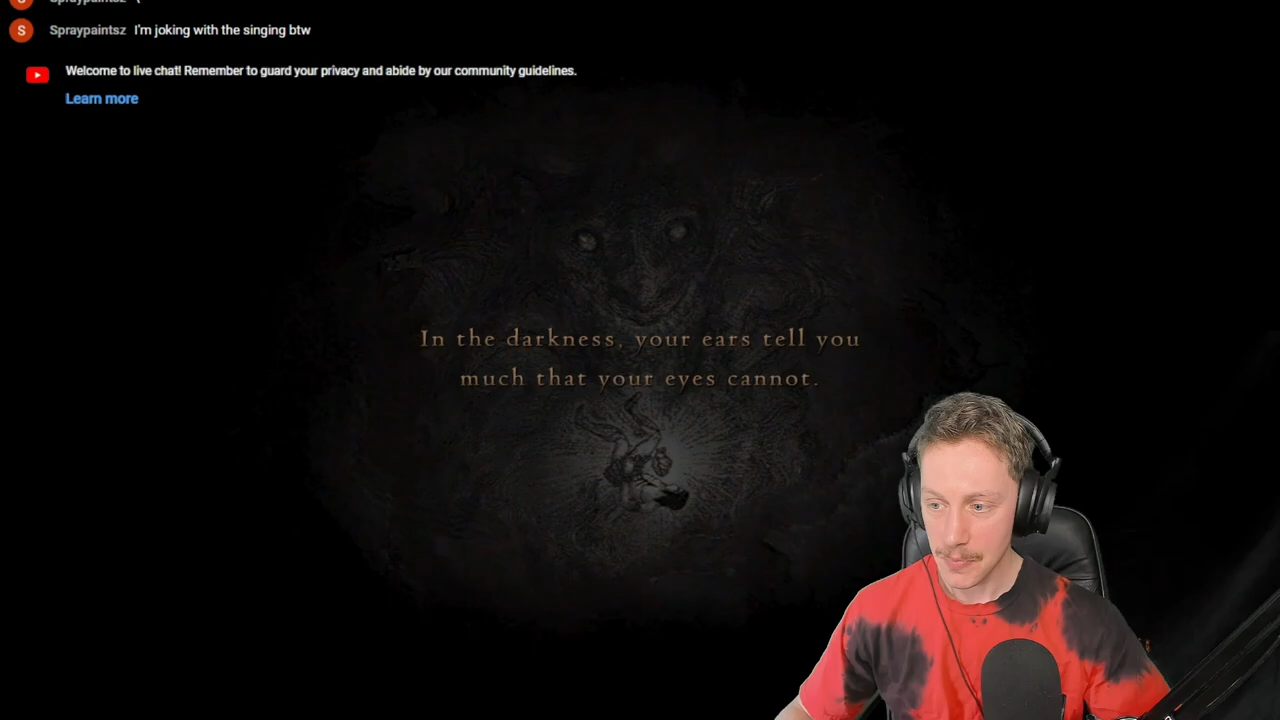 S Spraypaintsz I'm joking with the singing btw
Welcome to live chat! Remember to guard your privacy and abide by our community guidelines.
Learn more
In the darkness, your ears tell you
much that your eyes cannot.